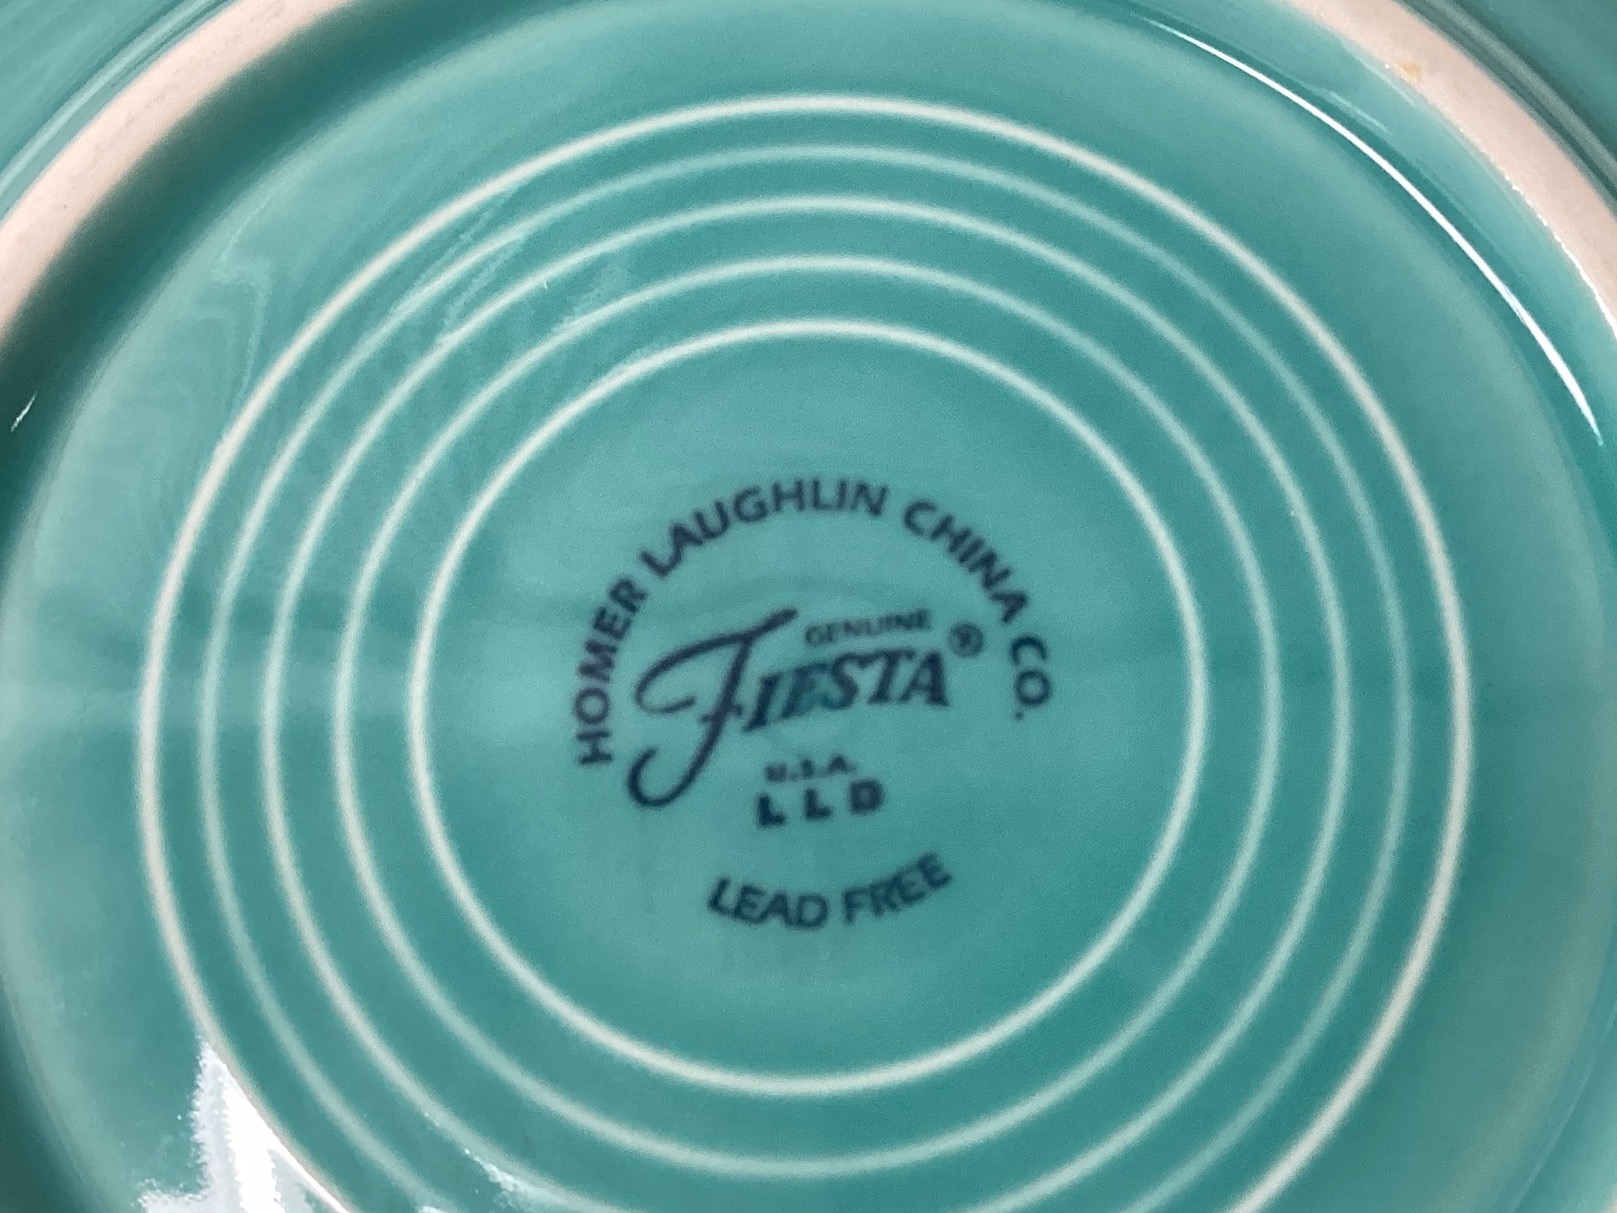 HOMER LAUGHLIN CHINA CO.
GENUINE
FIESTA®
U.S.A.
LLD
LEAD FREE